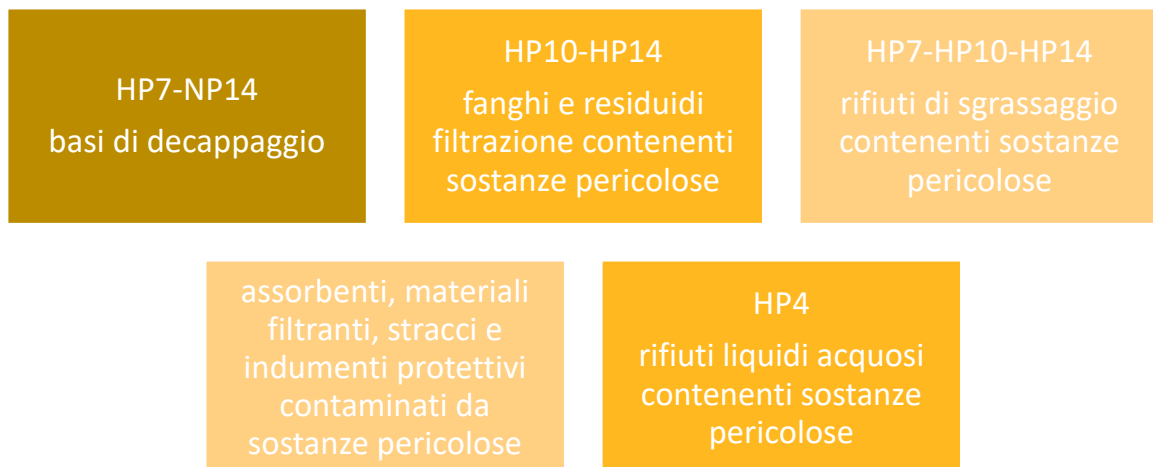 HP7-NP14
basi di decappaggio
HP10-HP14
fanghi e residuidi
filtrazione contenenti
sostanze pericolose
HP7-HP10-HP14
rifiuti di sgrassaggio
contenenti sostanze
pericolose
assorbenti, materiali
filtranti, stracci e
indumenti protettivi
contaminati da
sostanze pericolose
HP4
rifiuti liquidi acquosi
contenenti sostanze
pericolose